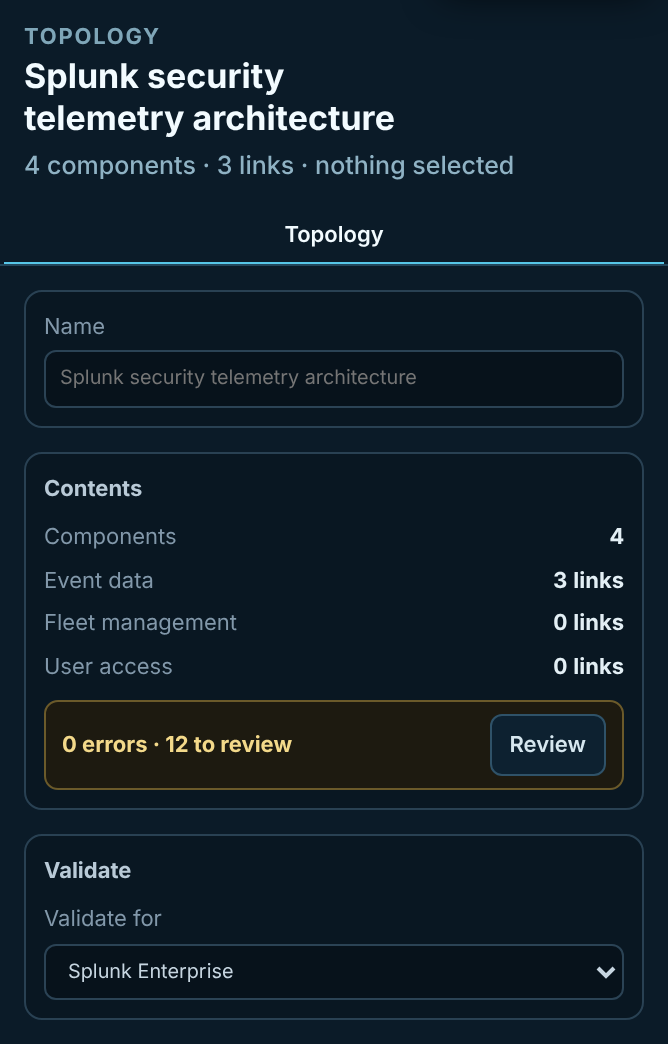 TOPOLOGY
Splunk security
telemetry architecture
4 components · 3 links · nothing selected
Topology
Name
Splunk security telemetry architecture
Contents
Components 4
Event data 3 links
Fleet management 0 links
User access 0 links
0 errors · 12 to review Review
Validate
Validate for
Splunk Enterprise